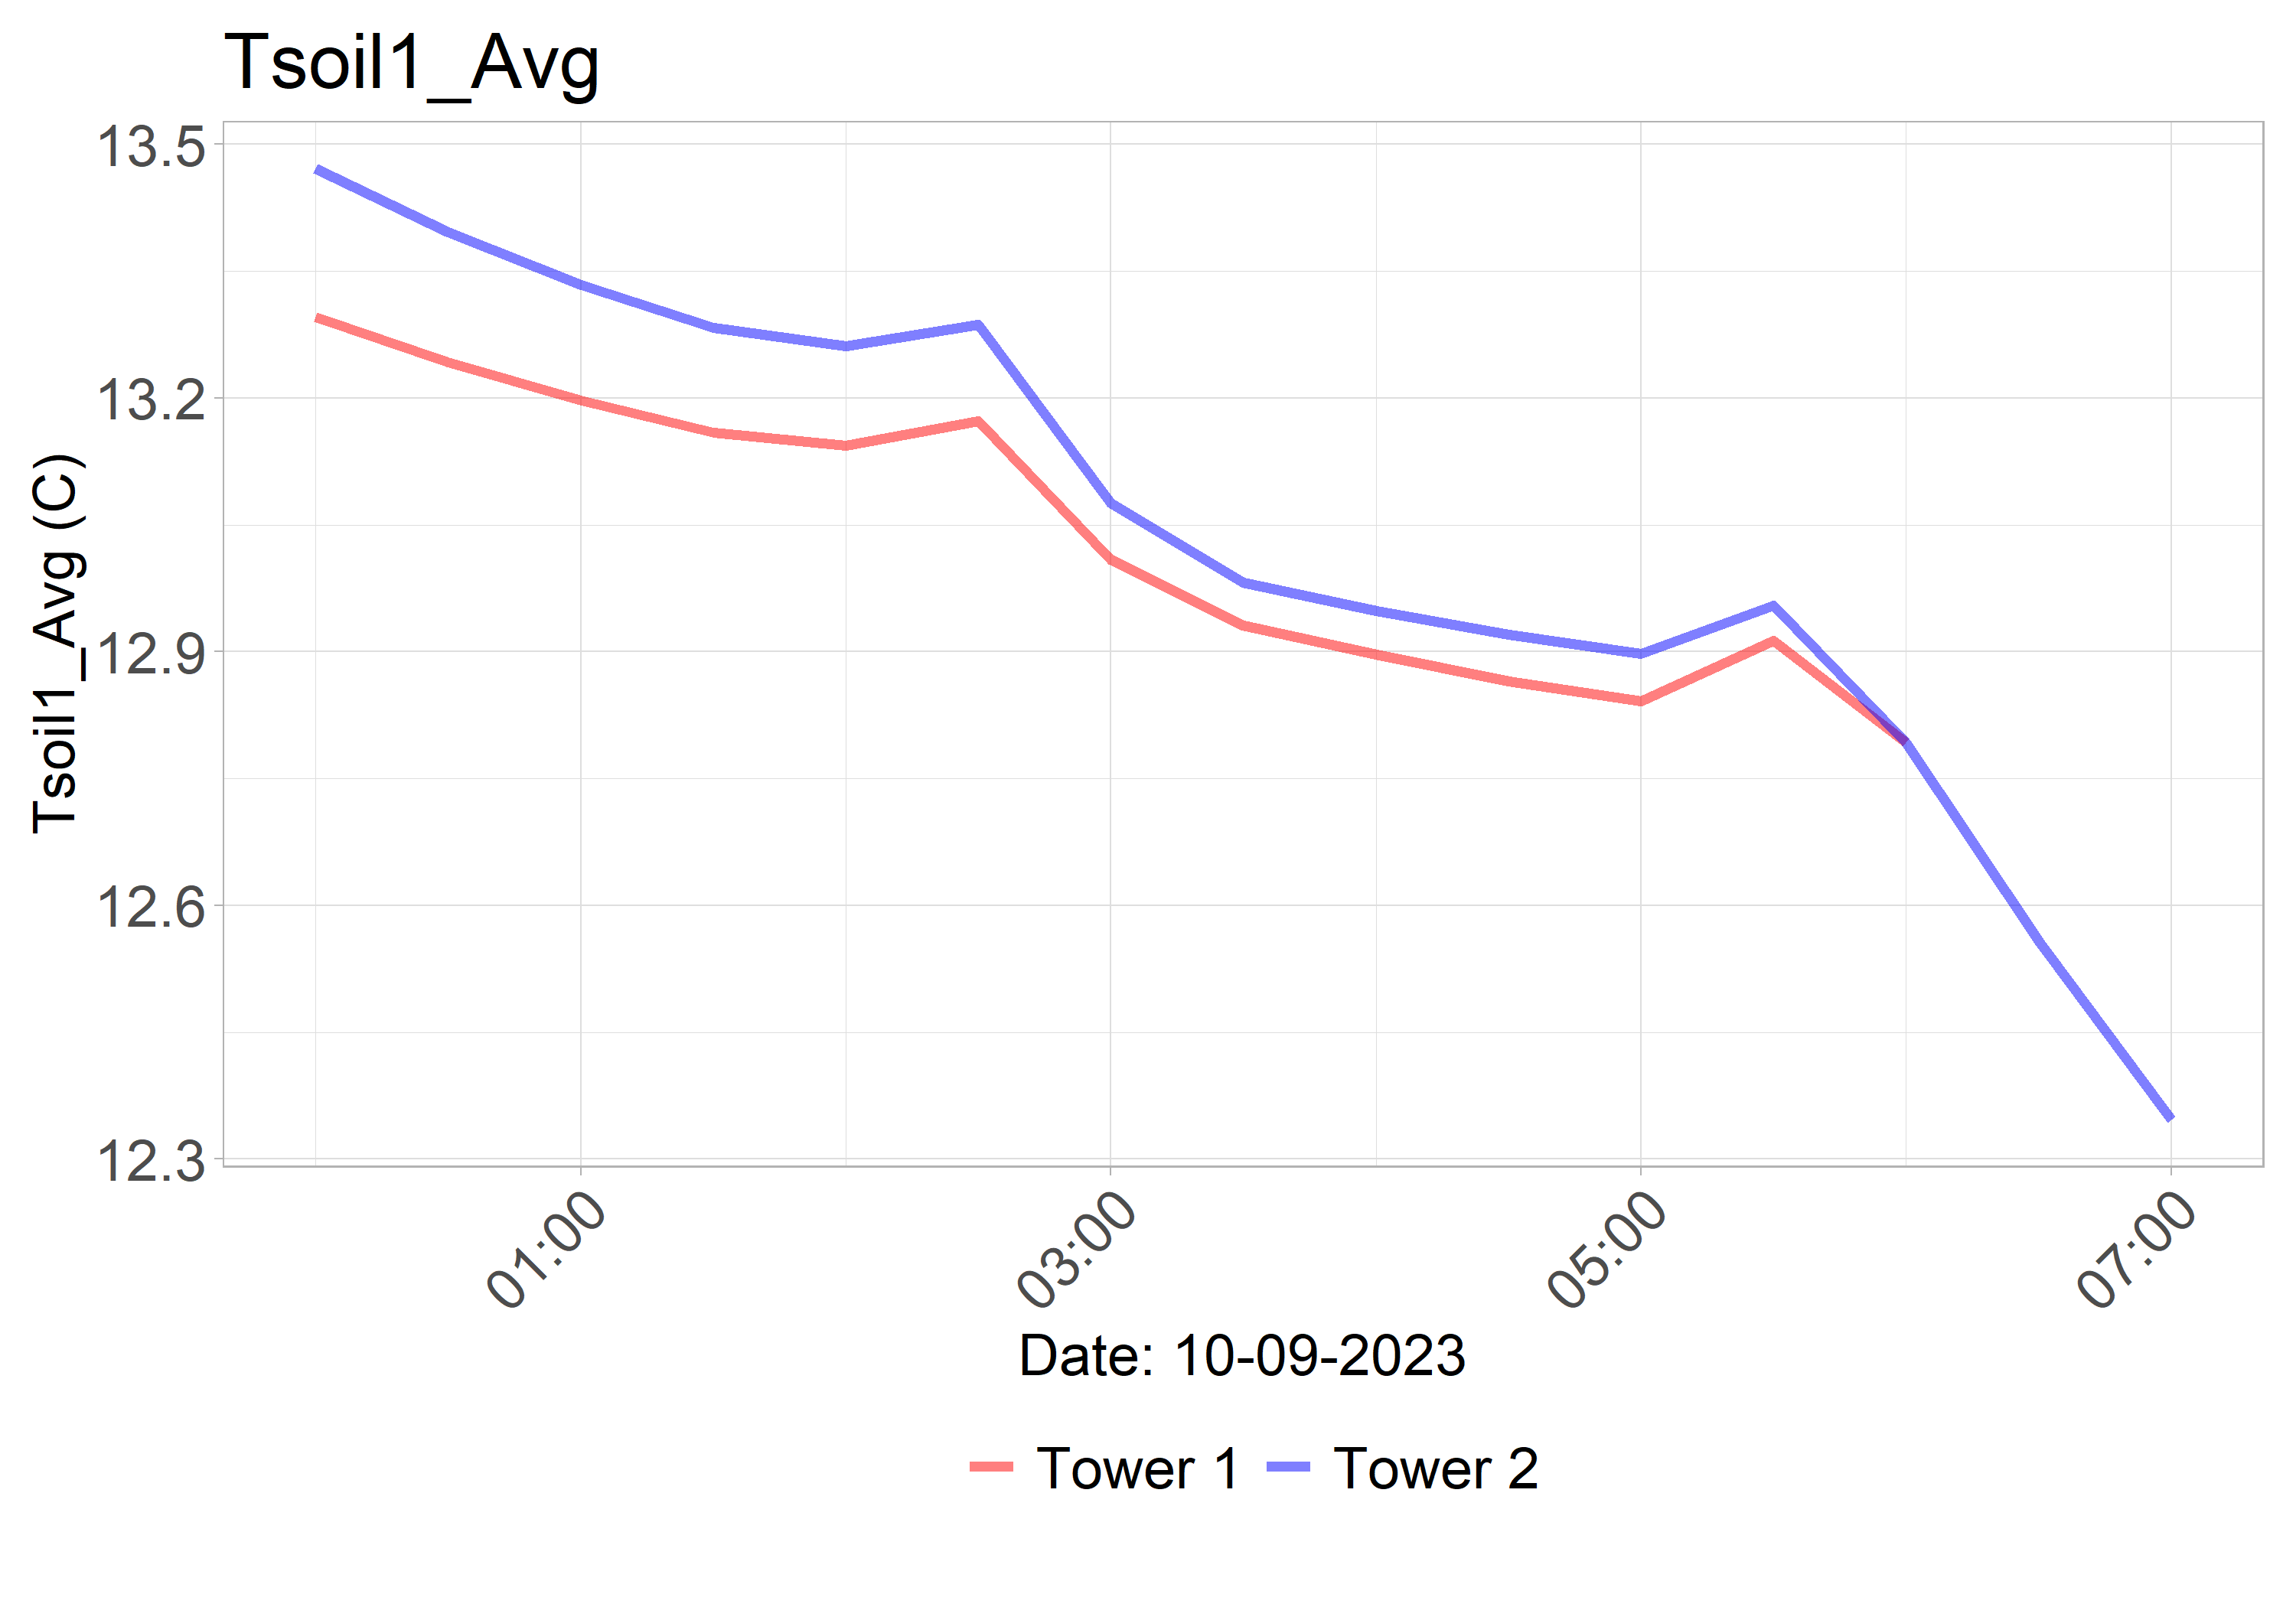 Tsoil1_Avg
Tsoil1_Avg (C)
13.5
13.2
12.9
12.6
12.3
01:00 03:00 05:00 07:00
Date: 10-09-2023
Tower 1 Tower 2